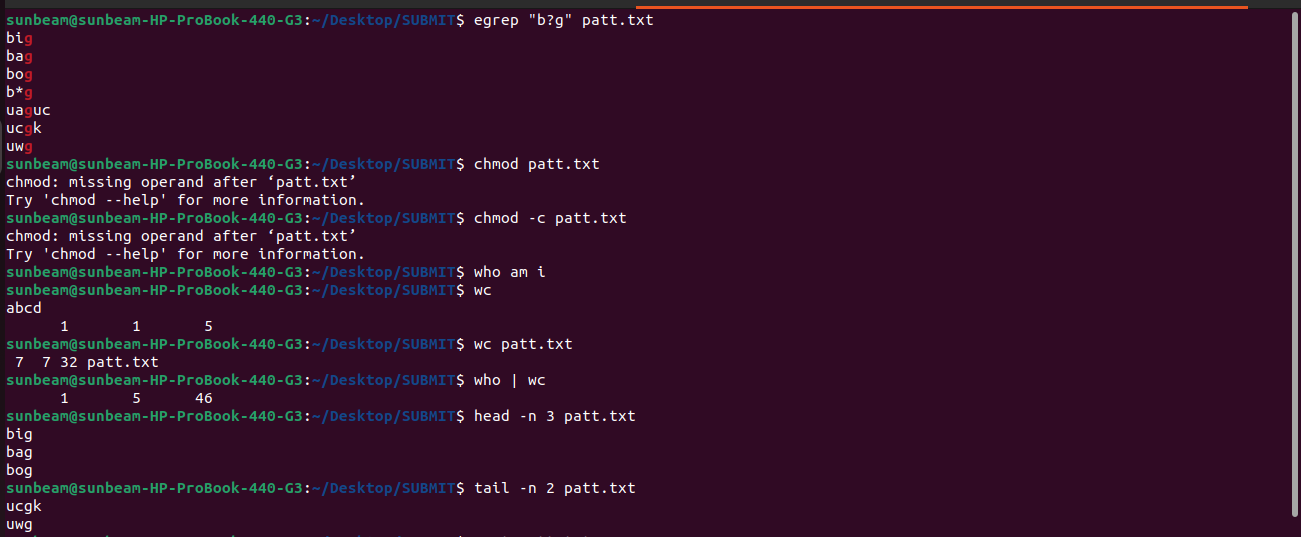 sunbeam@sunbeam-HP-ProBook-440-G3:~/Desktop/SUBMIT$ egrep "b?g" patt.txt
big
bag
bog
b*g
uaguc
ucgk
uwg
sunbeam@sunbeam-HP-ProBook-440-G3:~/Desktop/SUBMIT$ chmod patt.txt
chmod: missing operand after ‘patt.txt’
Try 'chmod --help' for more information.
sunbeam@sunbeam-HP-ProBook-440-G3:~/Desktop/SUBMIT$ chmod -c patt.txt
chmod: missing operand after ‘patt.txt’
Try 'chmod --help' for more information.
sunbeam@sunbeam-HP-ProBook-440-G3:~/Desktop/SUBMIT$ who am i
sunbeam@sunbeam-HP-ProBook-440-G3:~/Desktop/SUBMIT$ wc
abcd
      1       1       5
sunbeam@sunbeam-HP-ProBook-440-G3:~/Desktop/SUBMIT$ wc patt.txt
 7  7 32 patt.txt
sunbeam@sunbeam-HP-ProBook-440-G3:~/Desktop/SUBMIT$ who | wc
      1       5      46
sunbeam@sunbeam-HP-ProBook-440-G3:~/Desktop/SUBMIT$ head -n 3 patt.txt
big
bag
bog
sunbeam@sunbeam-HP-ProBook-440-G3:~/Desktop/SUBMIT$ tail -n 2 patt.txt
ucgk
uwg